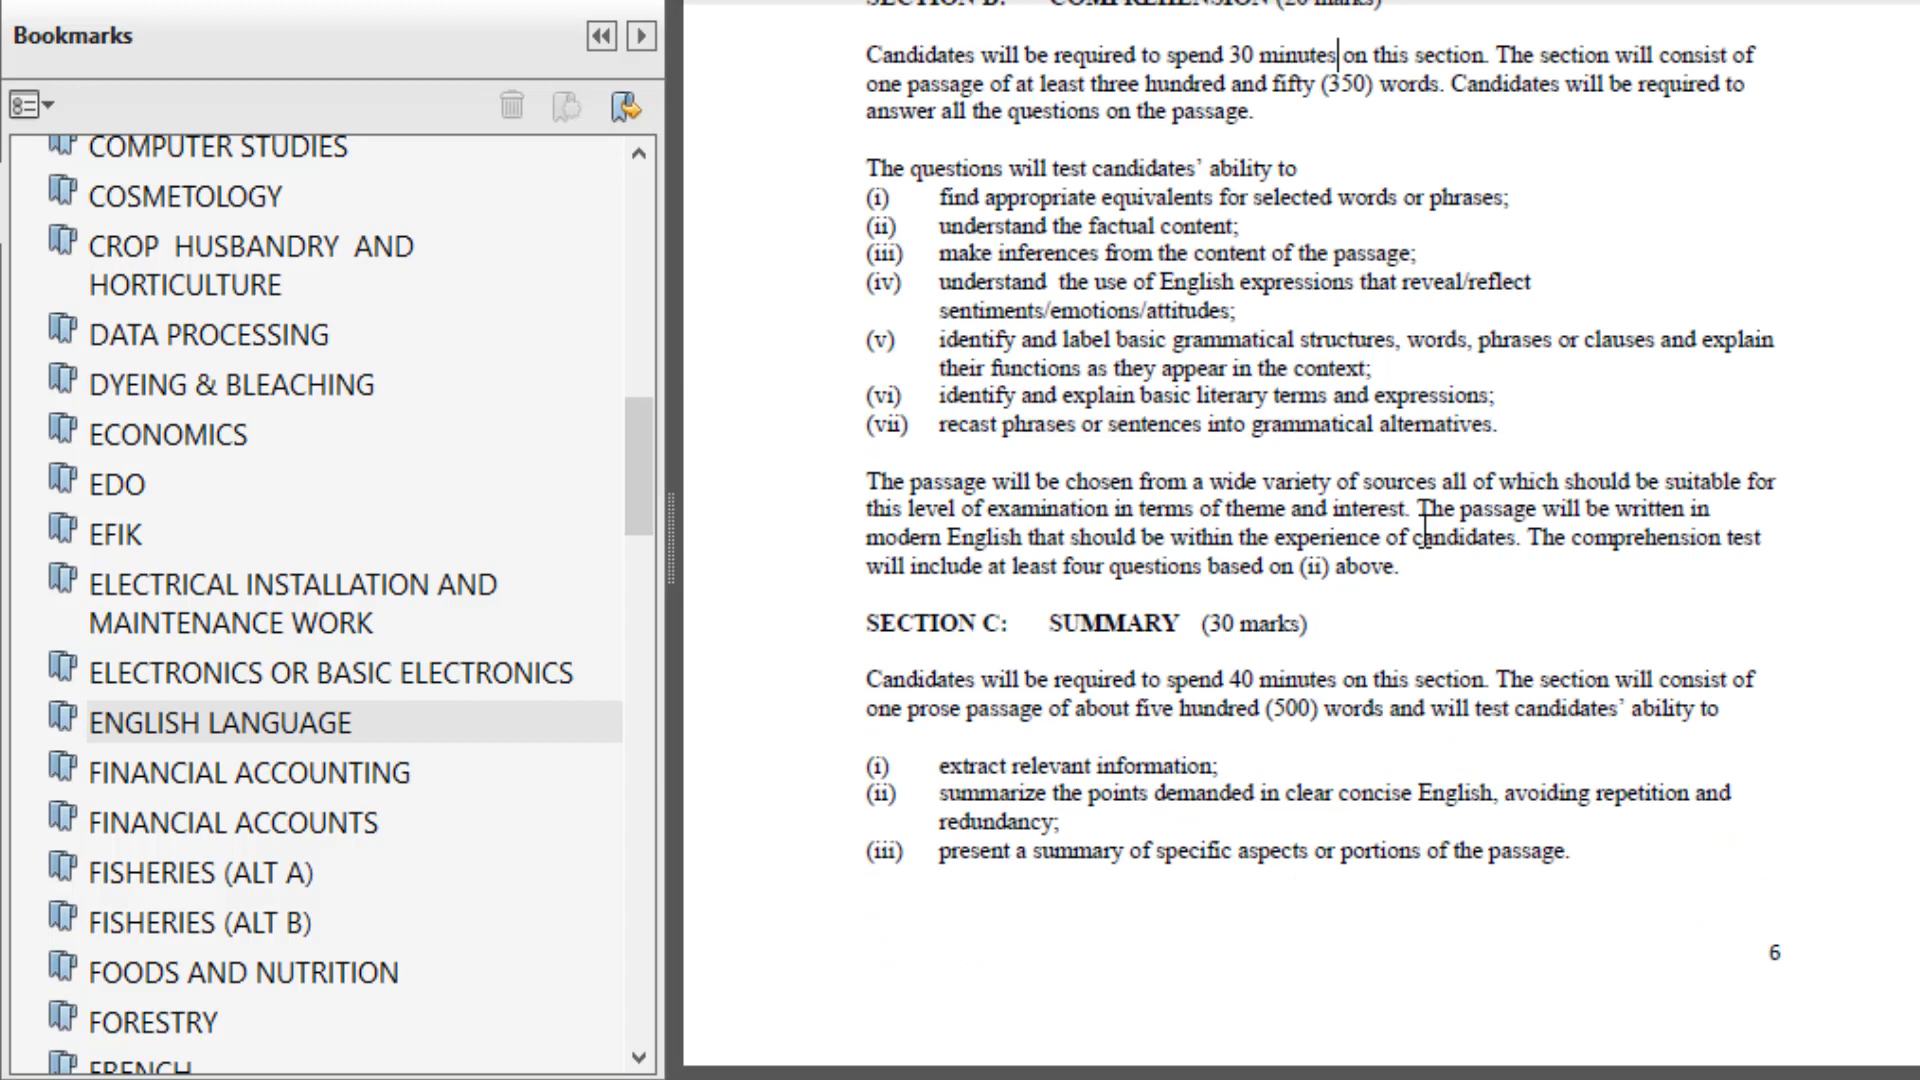 Bookmarks
COMPUTER STUDIES
COSMETOLOGY
CROP HUSBANDRY AND
HORTICULTURE
DATA PROCESSING
DYEING & BLEACHING
ECONOMICS
EDO
EFIK
ELECTRICAL INSTALLATION AND
MAINTENANCE WORK
ELECTRONICS OR BASIC ELECTRONICS
ENGLISH LANGUAGE
FINANCIAL ACCOUNTING
FINANCIAL ACCOUNTS
FISHERIES (ALT A)
FISHERIES (ALT B)
FOODS AND NUTRITION
FORESTRY
FRENCH
SECTION B: COMPREHENSION (20 marks)
Candidates will be required to spend 30 minutes on this section. The section will consist of
one passage of at least three hundred and fifty (350) words. Candidates will be required to
answer all the questions on the passage.
The questions will test candidates’ ability to
(i) find appropriate equivalents for selected words or phrases;
(ii) understand the factual content;
(iii) make inferences from the content of the passage;
(iv) understand the use of English expressions that reveal/reflect
sentiments/emotions/attitudes;
(v) identify and label basic grammatical structures, words, phrases or clauses and explain
their functions as they appear in the context;
(vi) identify and explain basic literary terms and expressions;
(vii) recast phrases or sentences into grammatical alternatives.
The passage will be chosen from a wide variety of sources all of which should be suitable for
this level of examination in terms of theme and interest. The passage will be written in
modern English that should be within the experience of candidates. The comprehension test
will include at least four questions based on (ii) above.
SECTION C: SUMMARY (30 marks)
Candidates will be required to spend 40 minutes on this section. The section will consist of
one prose passage of about five hundred (500) words and will test candidates’ ability to
(i) extract relevant information;
(ii) summarize the points demanded in clear concise English, avoiding repetition and
redundancy;
(iii) present a summary of specific aspects or portions of the passage.
6